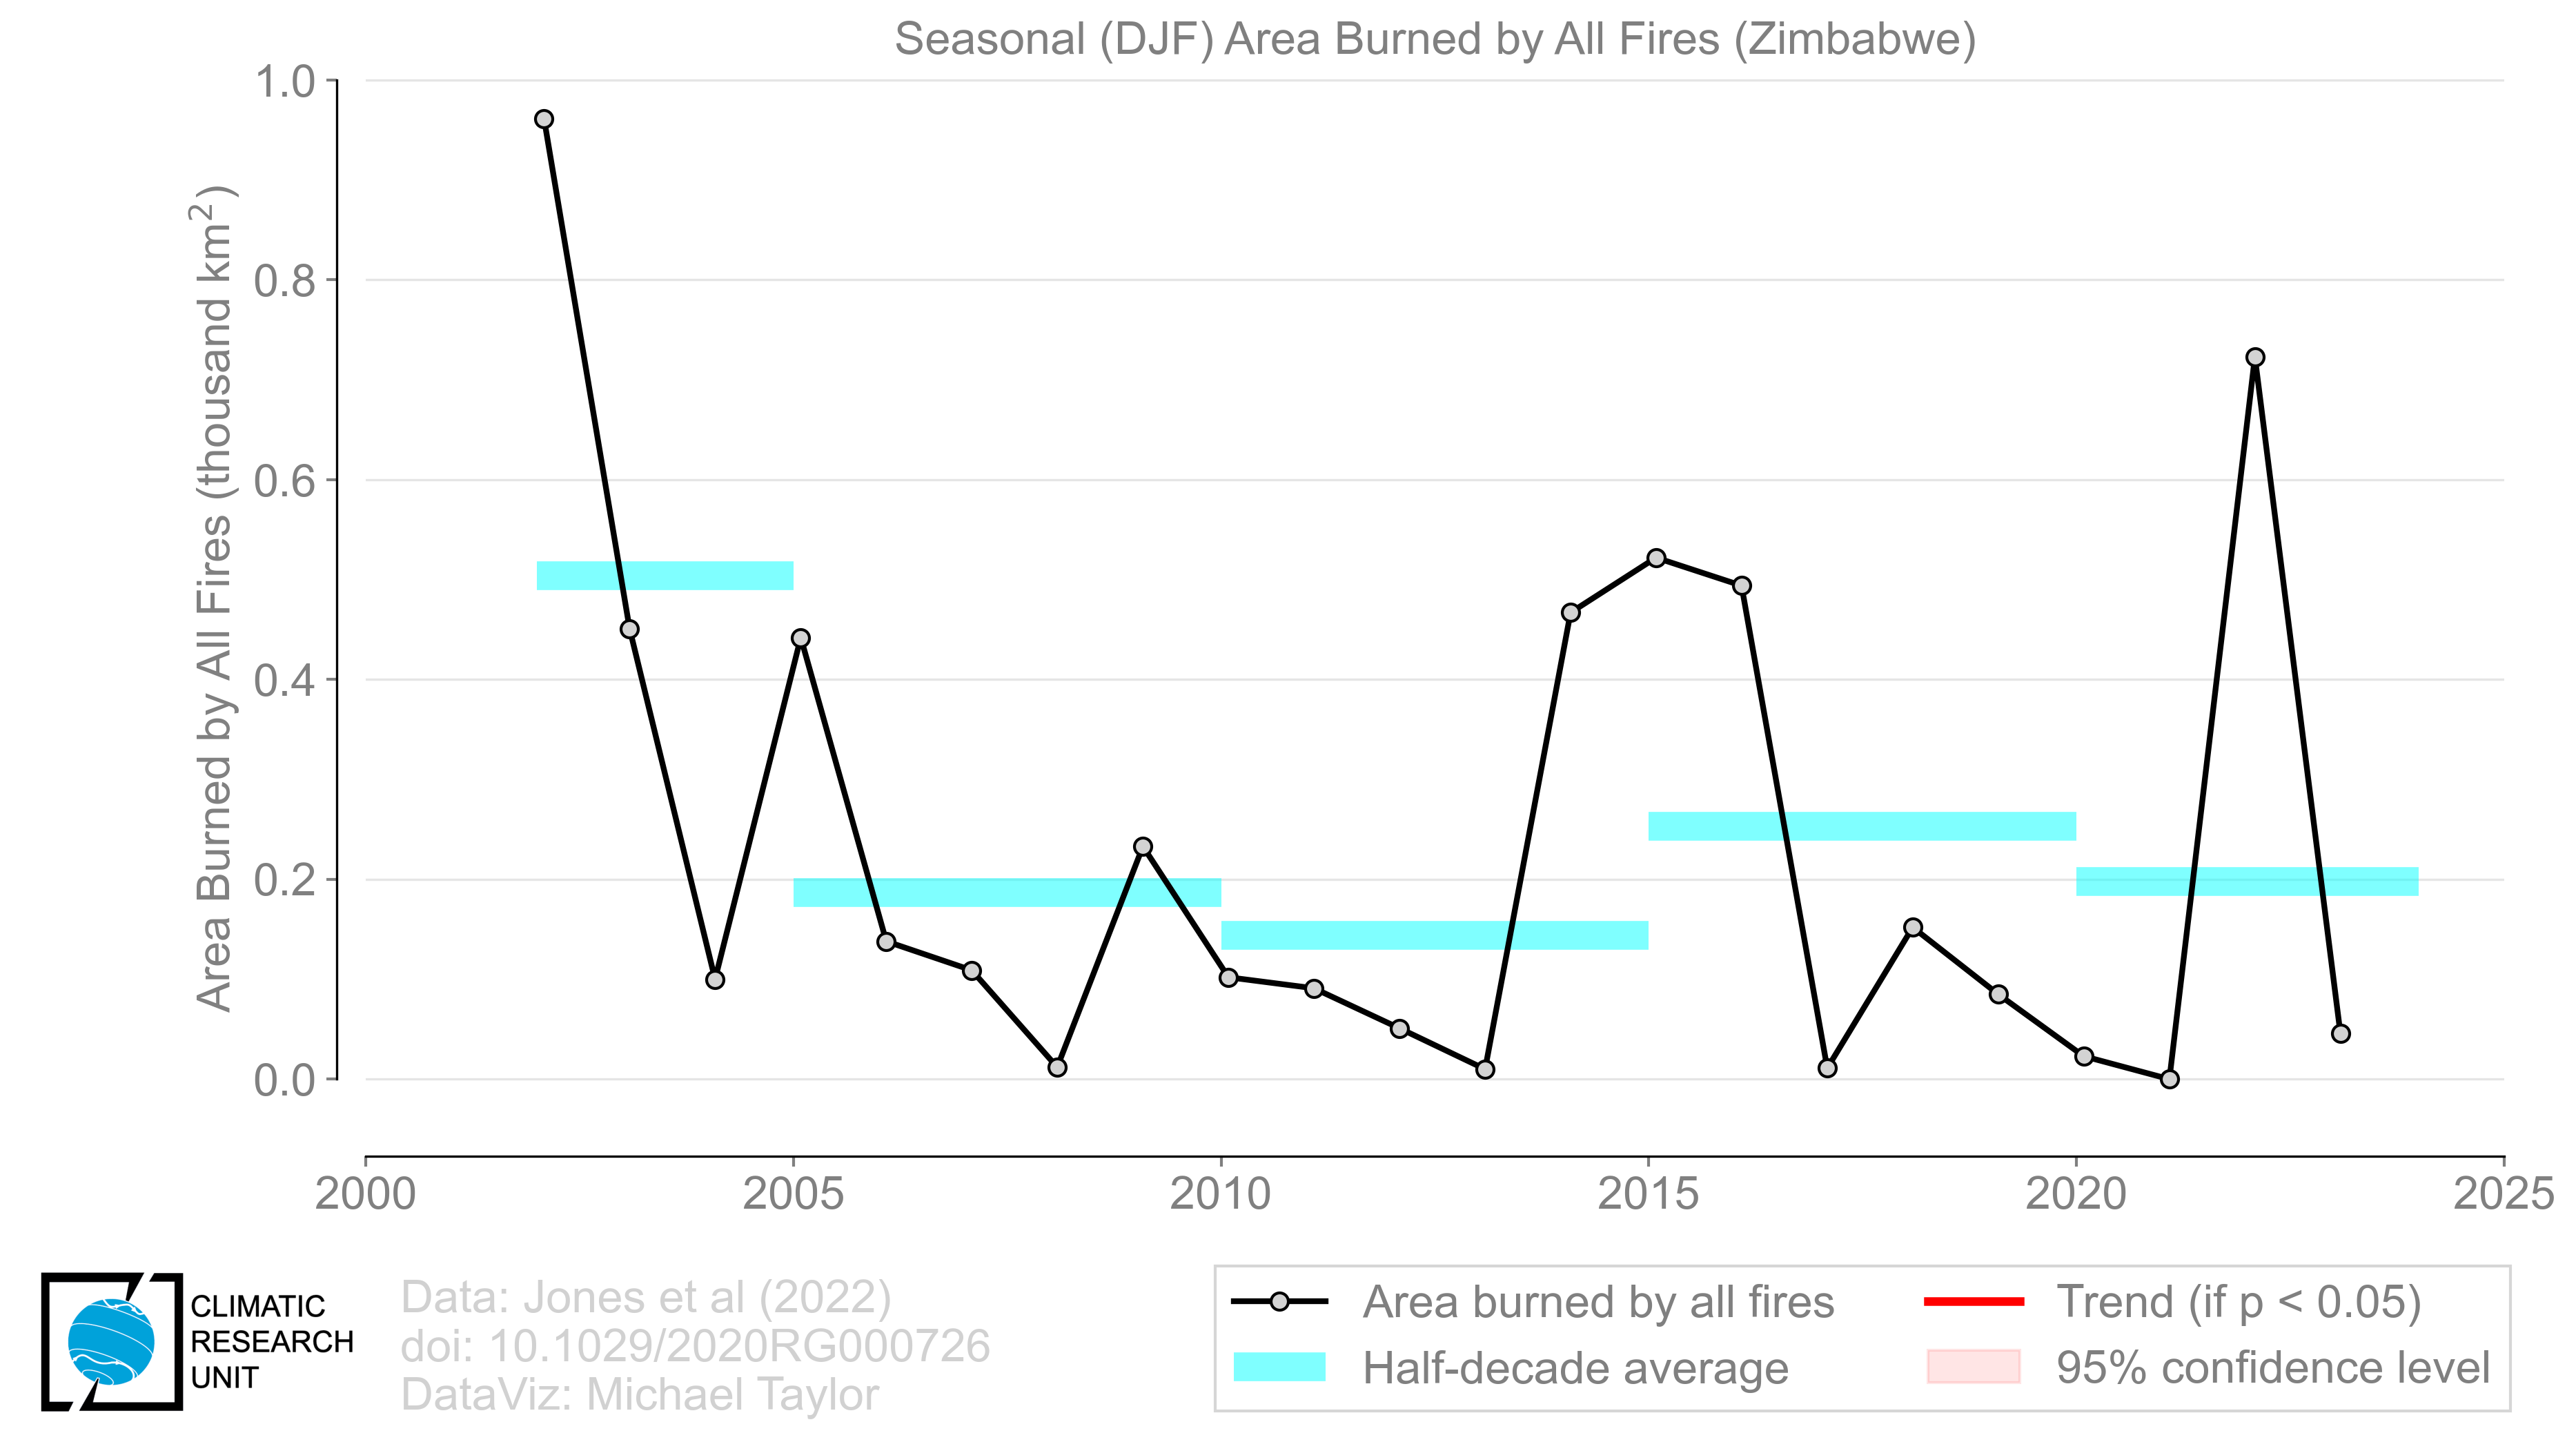 Seasonal (DJF) Area Burned by All Fires (Zimbabwe)
Area Burned by All Fires (thousand km²)
1.0
0.8
0.6
0.4
0.2
0.0
2000 2005 2010 2015 2020 2025
CLIMATIC
RESEARCH
UNIT
Data: Jones et al (2022)
doi: 10.1029/2020RG000726
DataViz: Michael Taylor
Area burned by all fires
Half-decade average
Trend (if p < 0.05)
95% confidence level